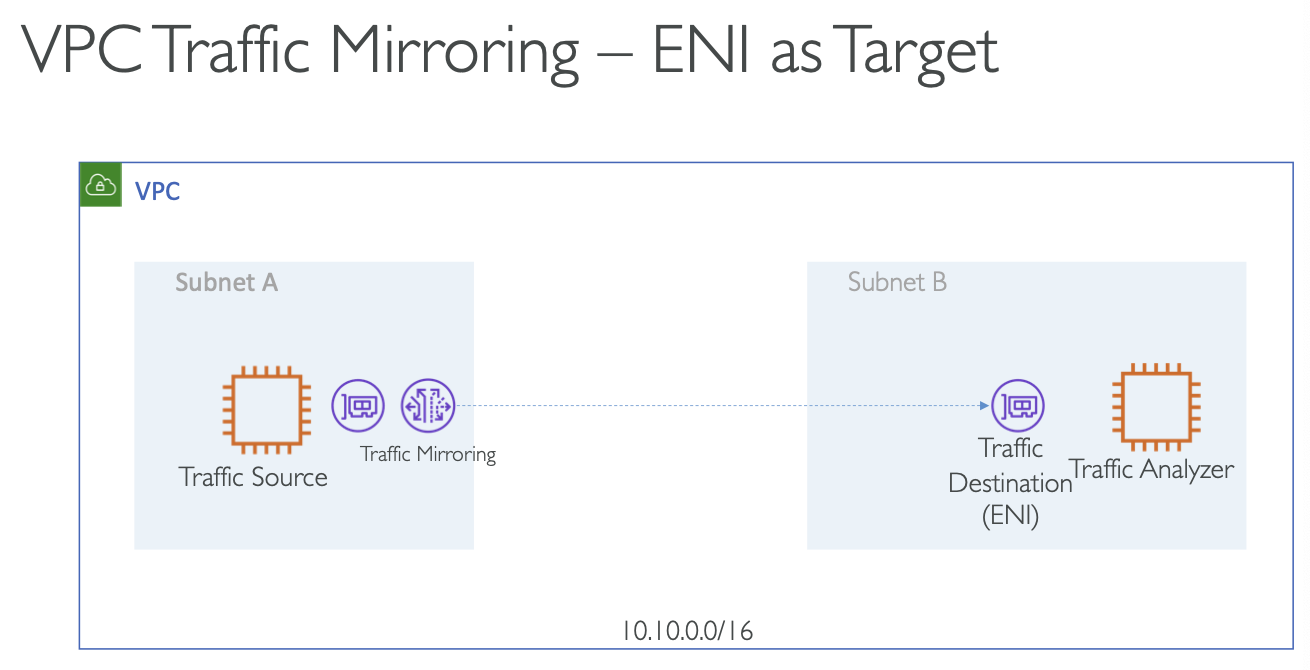 VPC Traffic Mirroring – ENI as Target
VPC
Subnet A
Subnet B
Traffic Mirroring
Traffic Source
Traffic
Destination
(ENI)
Traffic Analyzer
10.10.0.0/16